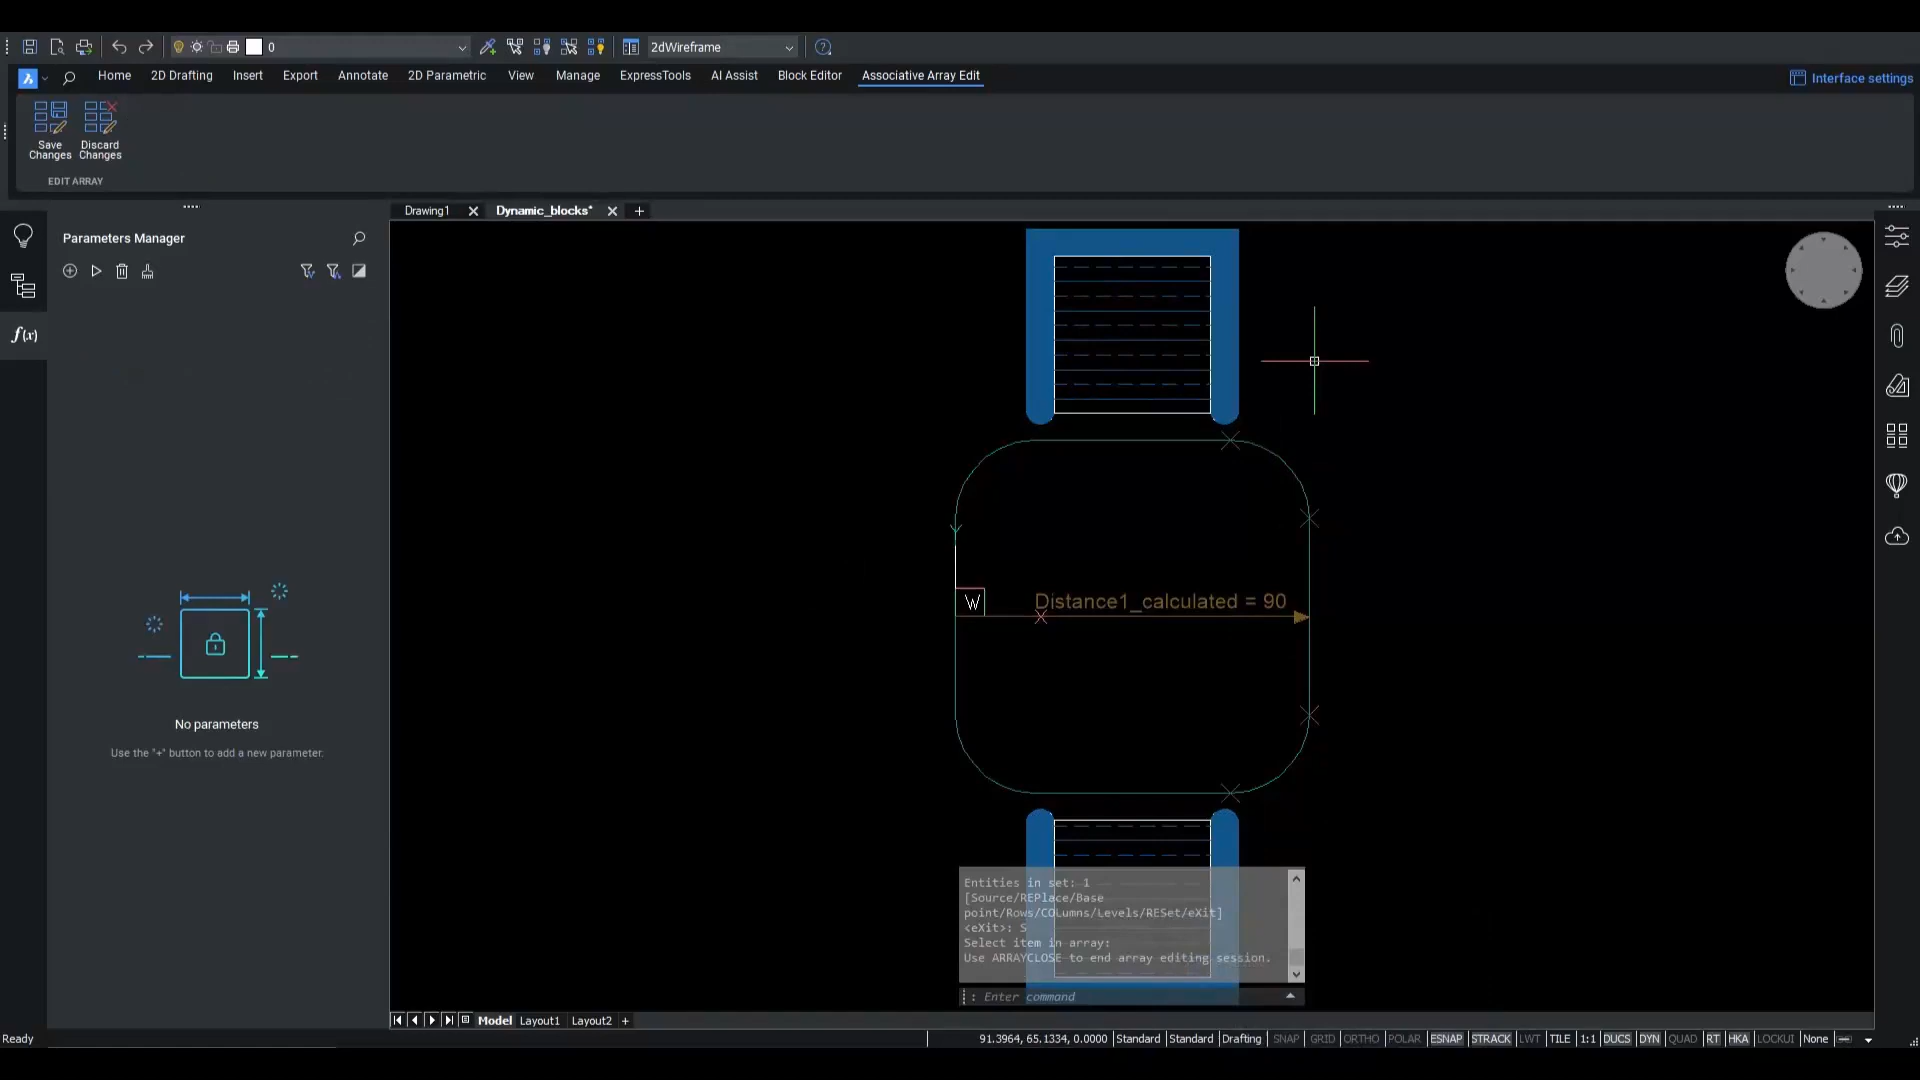 0
2dWireframe
Home
2D Drafting
Insert
Export
Annotate
2D Parametric
View
Manage
ExpressTools
AI Assist
Block Editor
Associative Array Edit
Interface settings
Save
Changes
Discard
Changes
EDIT ARRAY
Drawing1
Dynamic_blocks*
Parameters Manager
f(x)
No parameters
Use the "+" button to add a new parameter.
Y
W
X
Distance1_calculated = 90
Entities in set: 1
[Source/REPlace/Base
point/Rows/COLumns/Levels/RESet/eXit]
<eXit>: S
Select item in array:
Use ARRAYCLOSE to end array editing session.
: Enter command
Model
Layout1
Layout2
+
Ready
91.3964, 65.1334, 0.0000
Standard
Standard
Drafting
SNAP
GRID
ORTHO
POLAR
ESNAP
STRACK
LWT
TILE
1:1
DUCS
DYN
QUAD
RT
HKA
LOCKUI
None